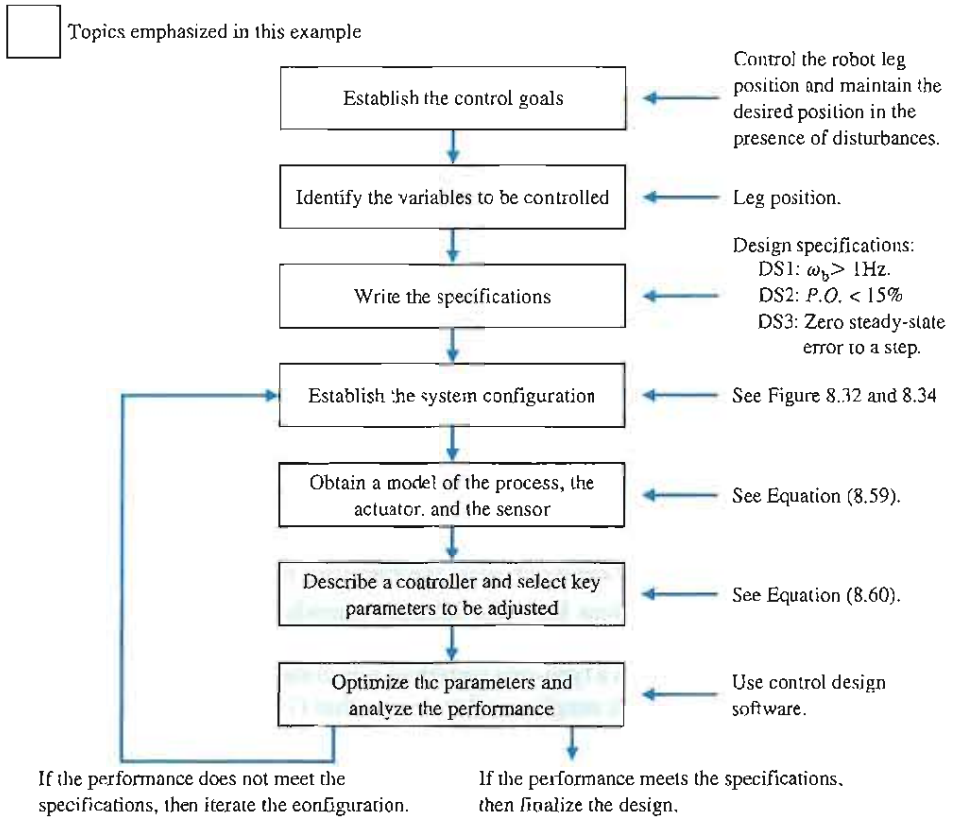 Topics emphasized in this example
Establish the control goals
Control the robot leg
position and maintain the
desired position in the
presence of disturbances.
Identify the variables to be controlled
Leg position.
Write the specifications
Design specifications:
DS1: ω_b > 1Hz.
DS2: P.O. < 15%
DS3: Zero steady-state
error to a step.
Establish the system configuration
See Figure 8.32 and 8.34
Obtain a model of the process, the
actuator, and the sensor
See Equation (8.59).
Describe a controller and select key
parameters to be adjusted
See Equation (8.60).
Optimize the parameters and
analyze the performance
Use control design
software.
If the performance does not meet the
specifications, then iterate the configuration.
If the performance meets the specifications,
then finalize the design.